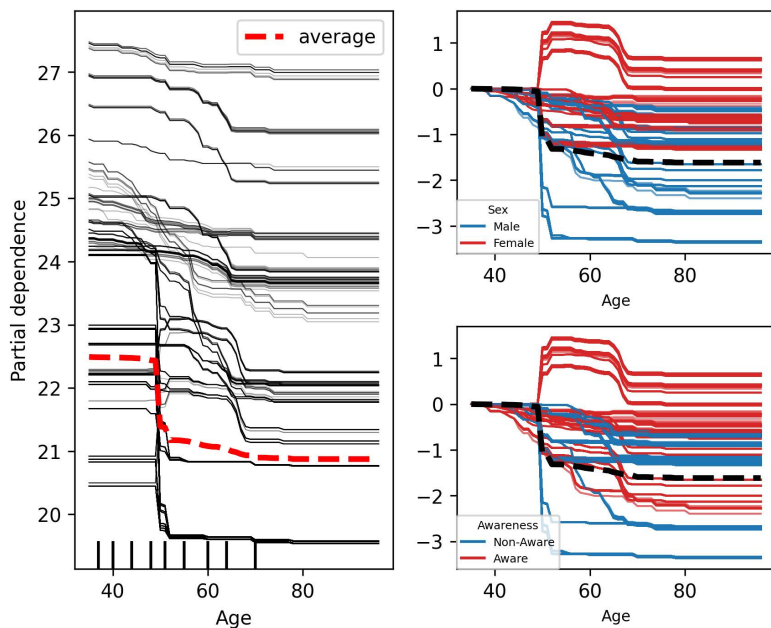 average
Partial dependence
27
26
25
24
23
22
21
20
40
60
80
Age
1
0
−1
−2
−3
Sex
Male
Female
40
60
80
Age
1
0
−1
−2
−3
Awareness
Non-Aware
Aware
40
60
80
Age